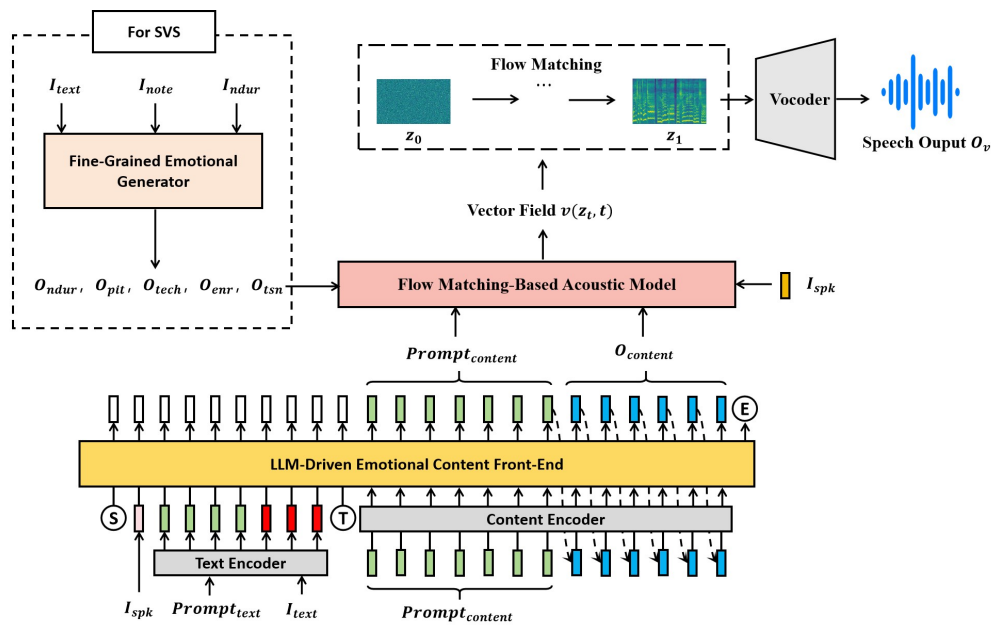 For SVS
I_text I_note I_ndur
Fine-Grained Emotional
Generator
O_ndur, O_pit, O_tech, O_enr, O_tsn
Flow Matching
...
z_0 z_1
Vocoder
Speech Ouput O_v
Vector Field v(z_t, t)
Flow Matching-Based Acoustic Model
I_spk
Prompt_content O_content
E
LLM-Driven Emotional Content Front-End
S T
Content Encoder
Text Encoder
I_spk Prompt_text I_text Prompt_content